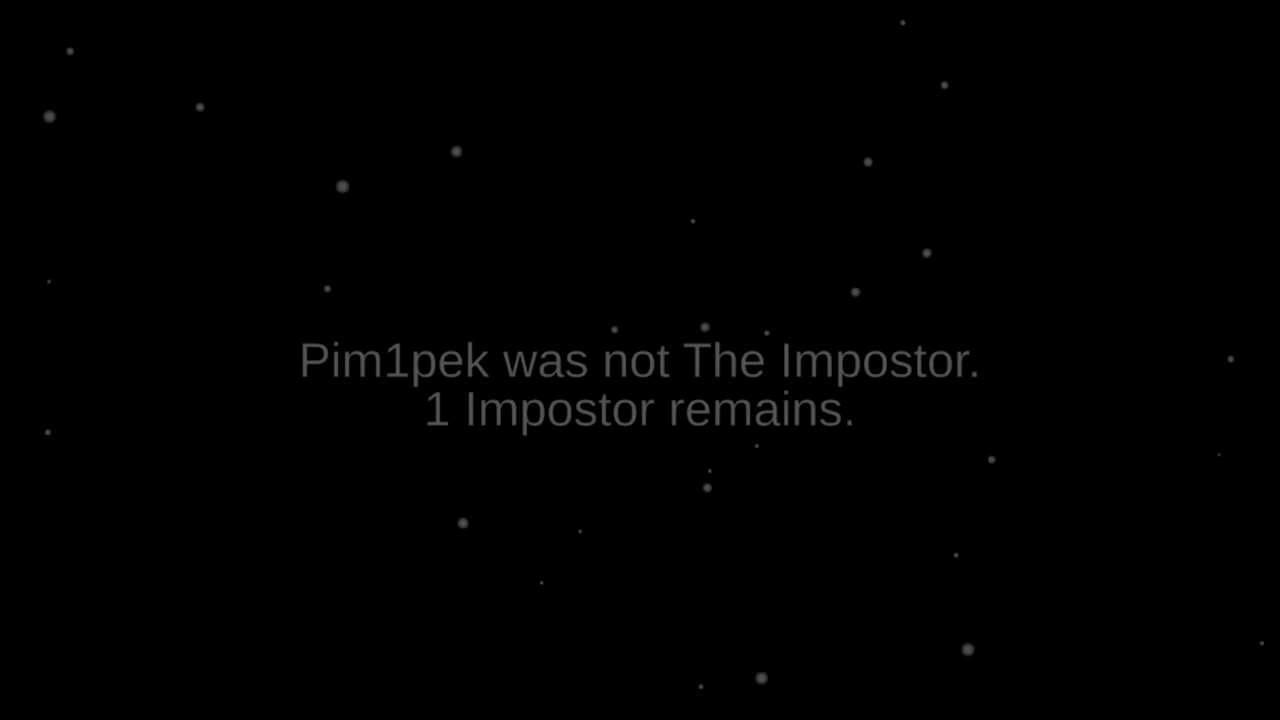 Pim1pek was not The Impostor.
1 Impostor remains.